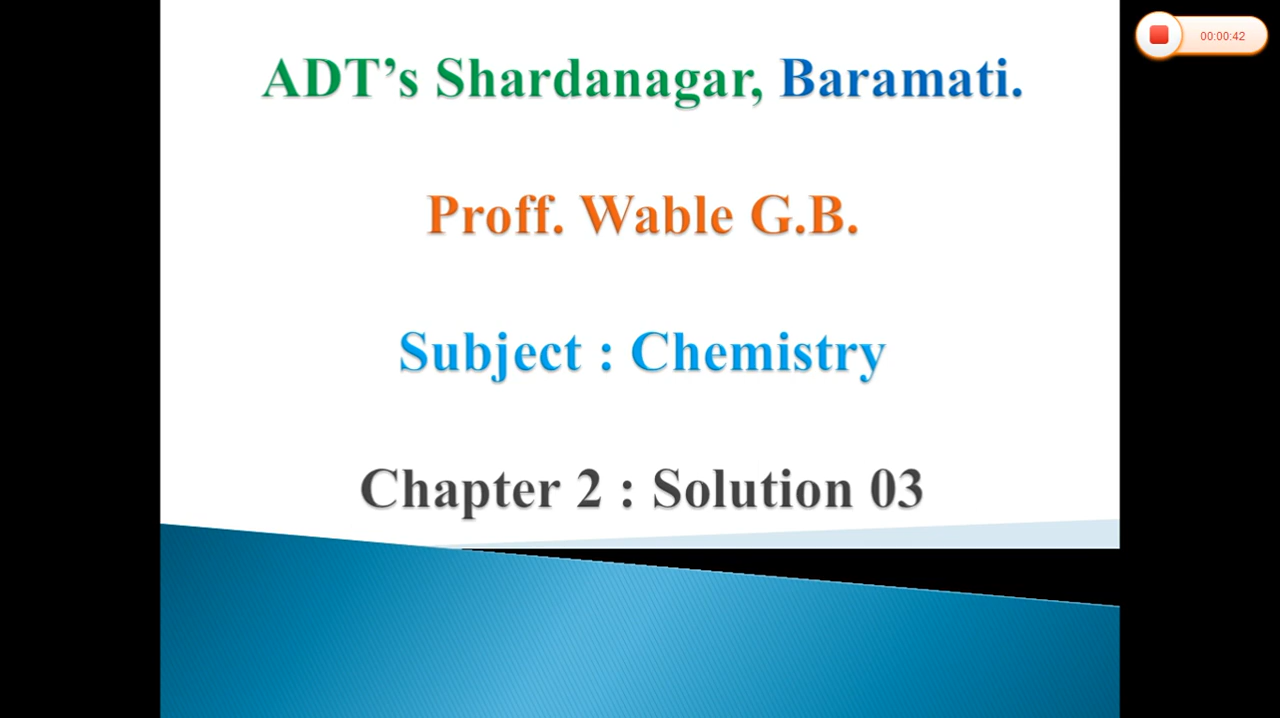 00:00:42
ADT's Shardanagar, Baramati.
Proff. Wable G.B.
Subject : Chemistry
Chapter 2 : Solution 03